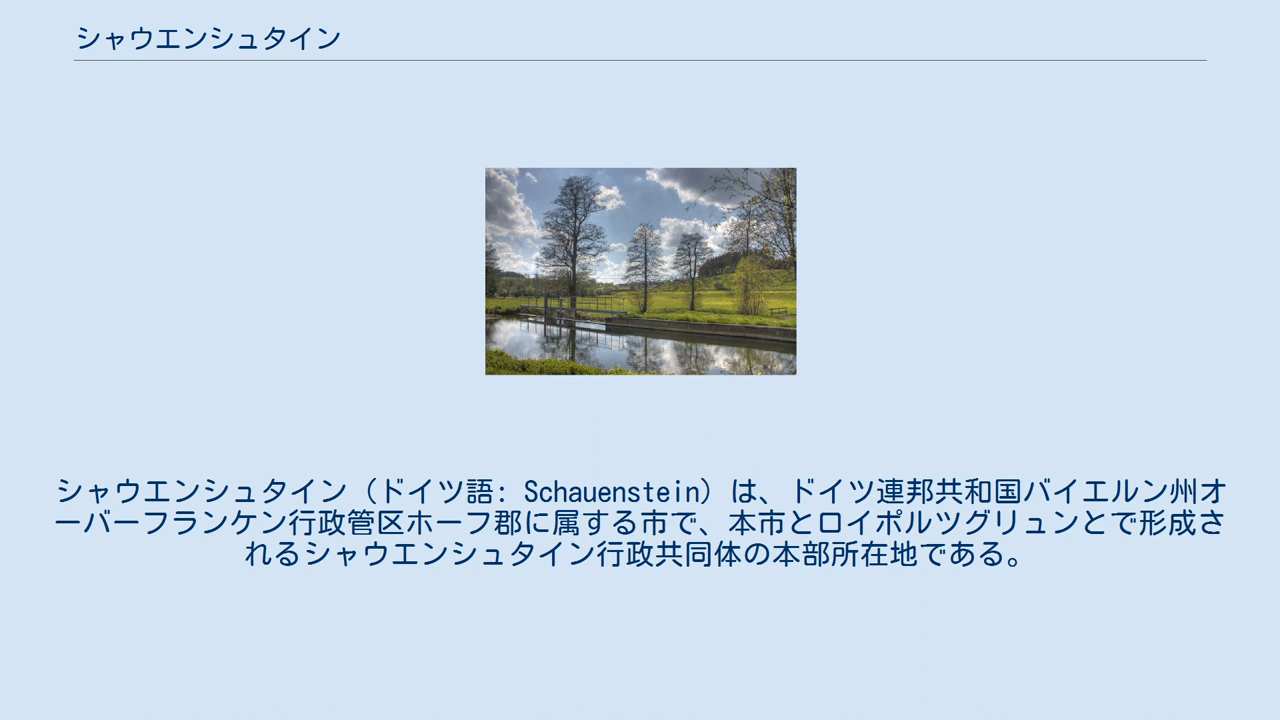 シャウエンシュタイン
シャウエンシュタイン（ドイツ語: Schauenstein）は、ドイツ連邦共和国バイエルン州オ
ーバーフランケン行政管区ホーフ郡に属する市で、本市とロイポルツグリュンとで形成さ
れるシャウエンシュタイン行政共同体の本部所在地である。